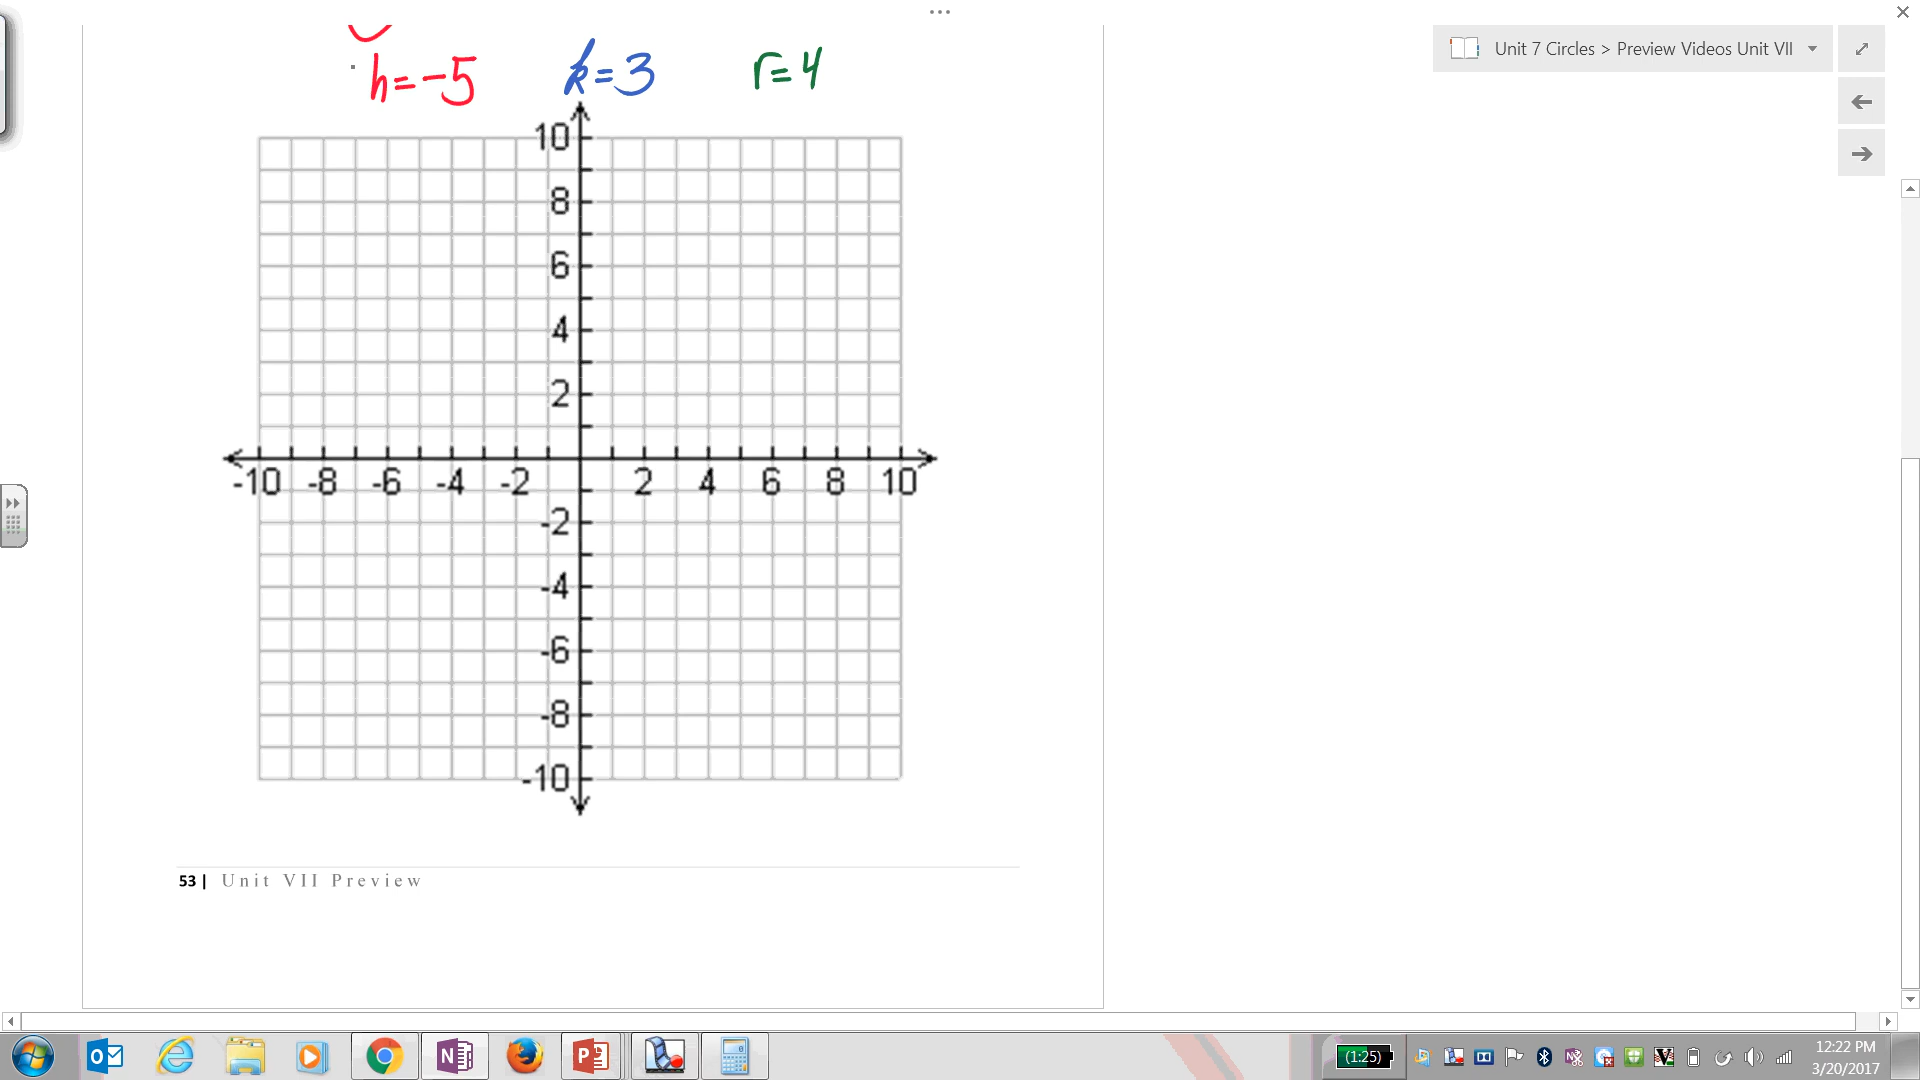 Unit 7 Circles > Preview Videos Unit VII
h=-5 k=3 r=4
10
8
6
4
2
-10 -8 -6 -4 -2 2 4 6 8 10
-2
-4
-6
-8
-10
53 | Unit VII Preview
(1:25)
12:22 PM
3/20/2017